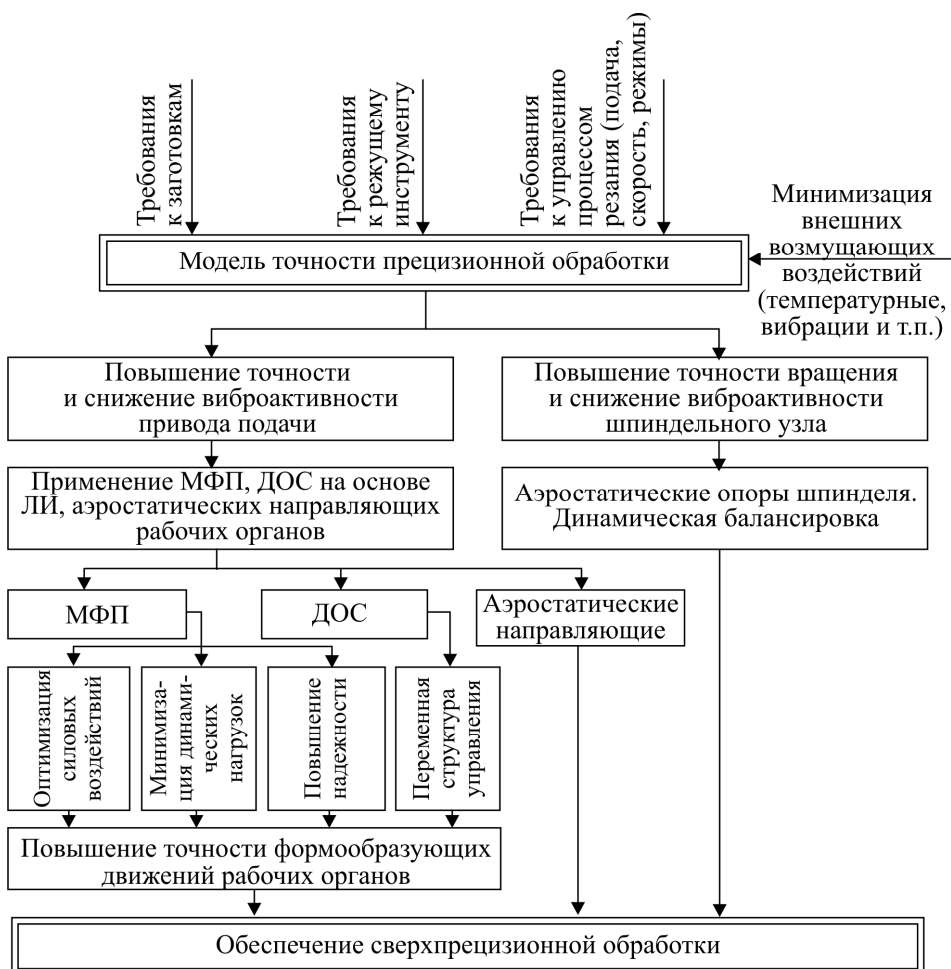 Требования
к заготовкам
Требования
к режущему
инструменту
Требования
к управлению
процессом
резания (подача,
скорость, режимы)
Минимизация
внешних
возмущающих
воздействий
(температурные,
вибрации и т.п.)
Модель точности прецизионной обработки
Повышение точности
и снижение виброактивности
привода подачи
Повышение точности вращения
и снижение виброактивности
шпиндельного узла
Применение МФП, ДОС на основе
ЛИ, аэростатических направляющих
рабочих органов
Аэростатические опоры шпинделя.
Динамическая балансировка
МФП
ДОС
Аэростатические
направляющие
Оптимизация
силовых
воздействий
Минимиза-
ция динами-
ческих
нагрузок
Повышение
надежности
Переменная
структура
управления
Повышение точности формообразующих
движений рабочих органов
Обеспечение сверхпрецизионной обработки